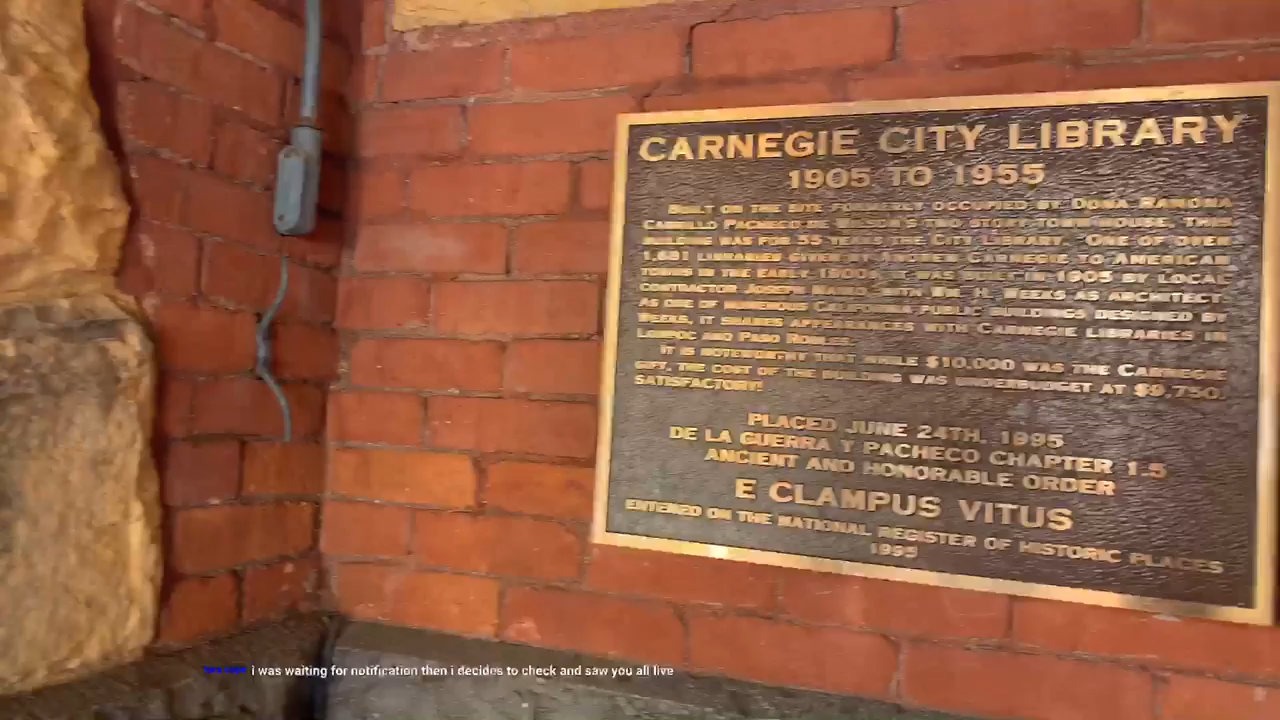 CARNEGIE CITY LIBRARY
1905 TO 1955
BUILT ON THE SITE FORMERLY OCCUPIED BY DONA RAMONA
CARRILLO PACHECO'S TWO STORY TOWN HOUSE, THIS
BUILDING WAS FOR 55 YEARS THE CITY LIBRARY. ONE OF OVER
1,681 LIBRARIES GIVEN BY ANDREW CARNEGIE TO AMERICAN
TOWNS IN THE EARLY 1900S IT WAS BUILT IN 1905 BY LOCAL
CONTRACTOR JOSEPH WITH WM. H. WEEKS AS ARCHITECT.
AS ONE OF NUMEROUS CALIFORNIA PUBLIC BUILDINGS DESIGNED BY
WEEKS, IT SHARES APPEARANCES WITH CARNEGIE LIBRARIES IN
LOMPOC AND PASO ROBLES.
IT IS NOTEWORTHY THAT WHILE $10,000 WAS THE CARNEGIE
GIFT, THE COST OF THE BUILDING WAS UNDERBUDGET AT $9,750.
SATISFACTORY!
PLACED JUNE 24TH, 1995
DE LA GUERRA Y PACHECO CHAPTER 1.5
ANCIENT AND HONORABLE ORDER
E CLAMPUS VITUS
ENTERED ON THE NATIONAL REGISTER OF HISTORIC PLACES
1995
i was waiting for notification then i decides to check and saw you all live